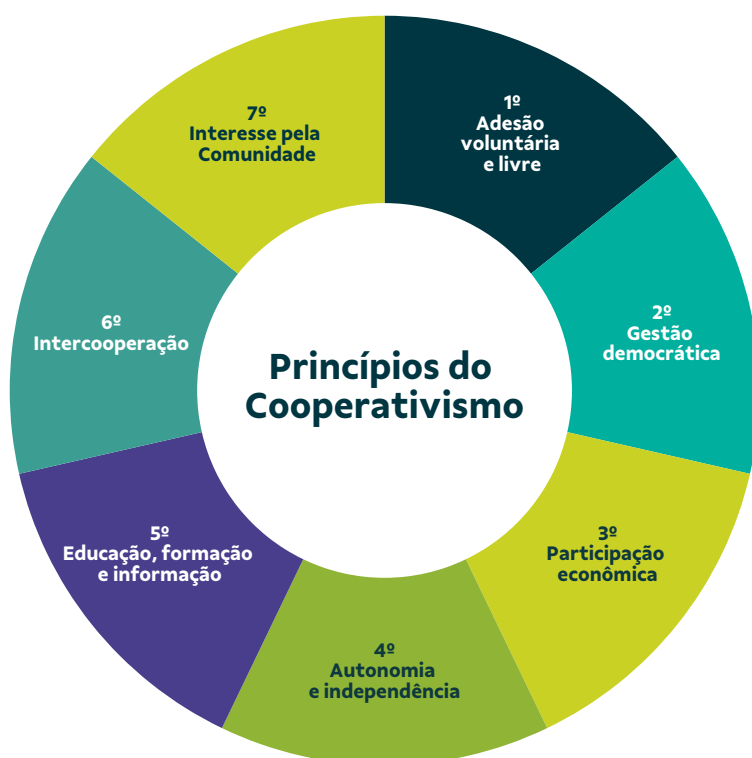 Princípios do
Cooperativismo
1º
Adesão
voluntária
e livre
2º
Gestão
democrática
3º
Participação
econômica
4º
Autonomia
e independência
5º
Educação, formação
e informação
6º
Intercooperação
7º
Interesse pela
Comunidade